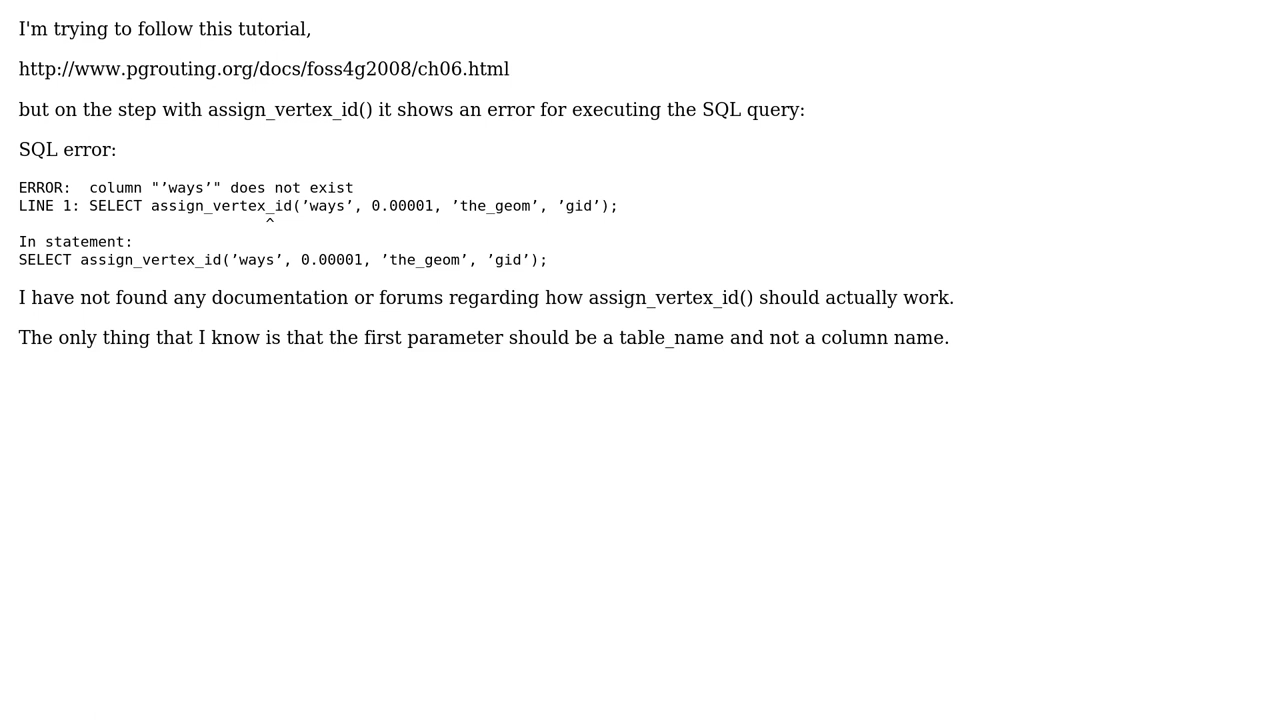 I'm trying to follow this tutorial,
http://www.pgrouting.org/docs/foss4g2008/ch06.html
but on the step with assign_vertex_id() it shows an error for executing the SQL query:
SQL error:
ERROR:  column "’ways’" does not exist
LINE 1: SELECT assign_vertex_id(’ways’, 0.00001, ’the_geom’, ’gid’);
                            ^
In statement:
SELECT assign_vertex_id(’ways’, 0.00001, ’the_geom’, ’gid’);
I have not found any documentation or forums regarding how assign_vertex_id() should actually work.
The only thing that I know is that the first parameter should be a table_name and not a column name.